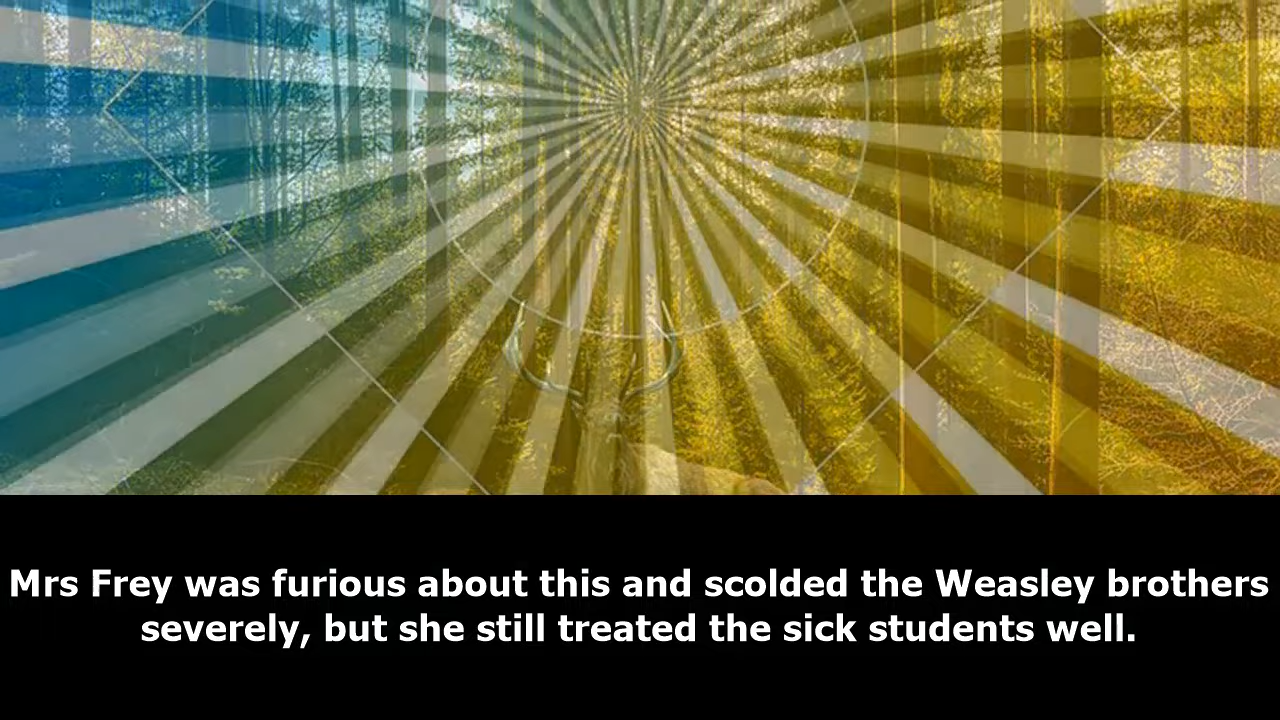 Mrs Frey was furious about this and scolded the Weasley brothers
severely, but she still treated the sick students well.